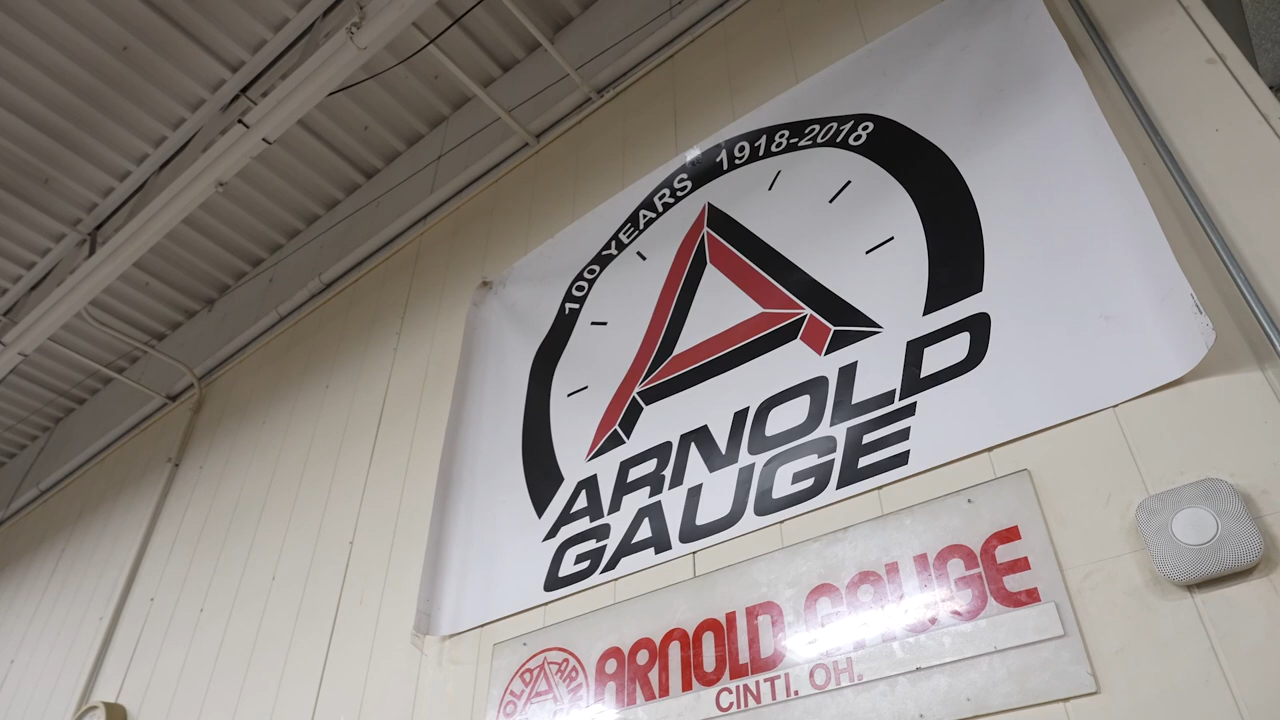 100 YEARS 1918-2018
ARNOLD
GAUGE
ARNOLD GAUGE
CINTI. OH.